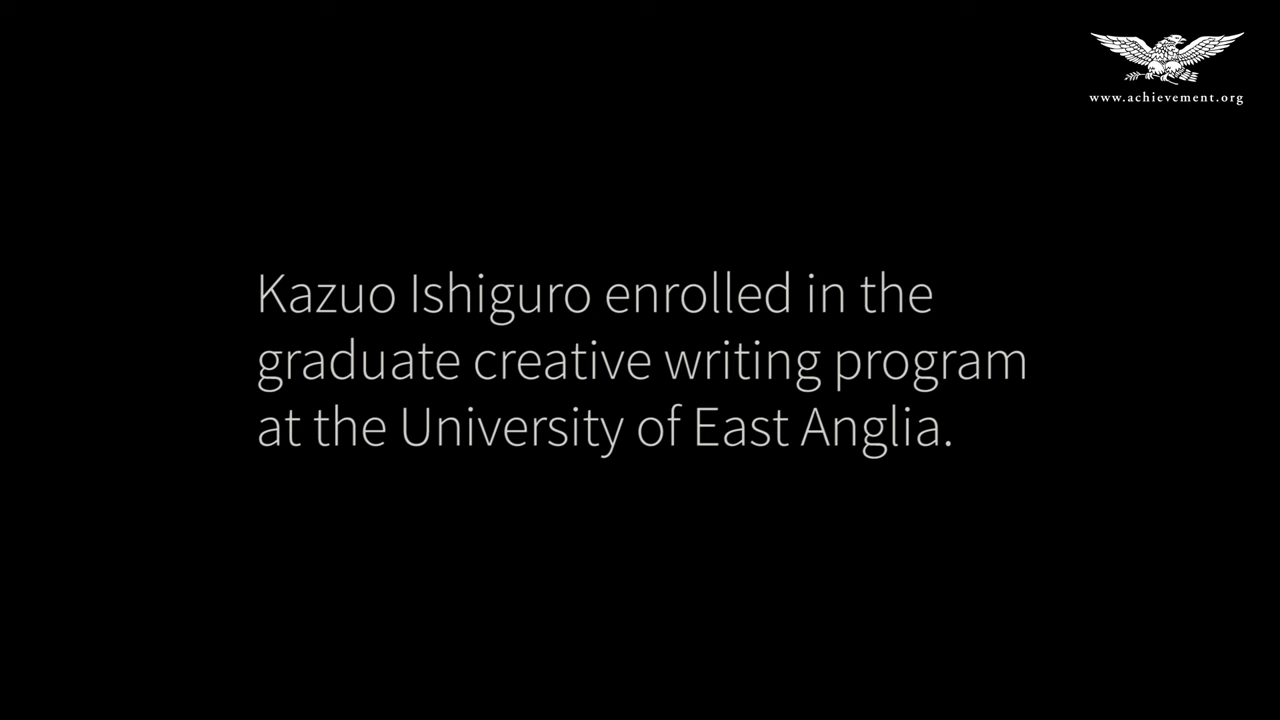 www.achievement.org
Kazuo Ishiguro enrolled in the
graduate creative writing program
at the University of East Anglia.